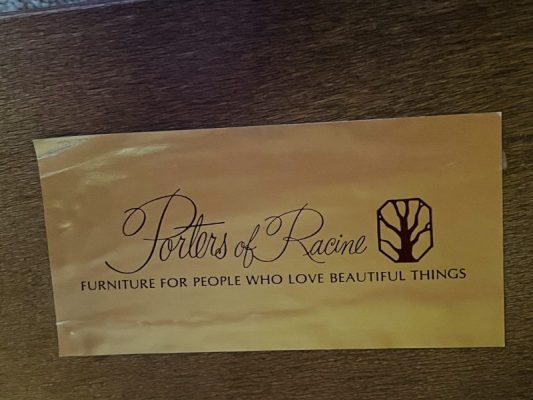 Porters of Racine
FURNITURE FOR PEOPLE WHO LOVE BEAUTIFUL THINGS